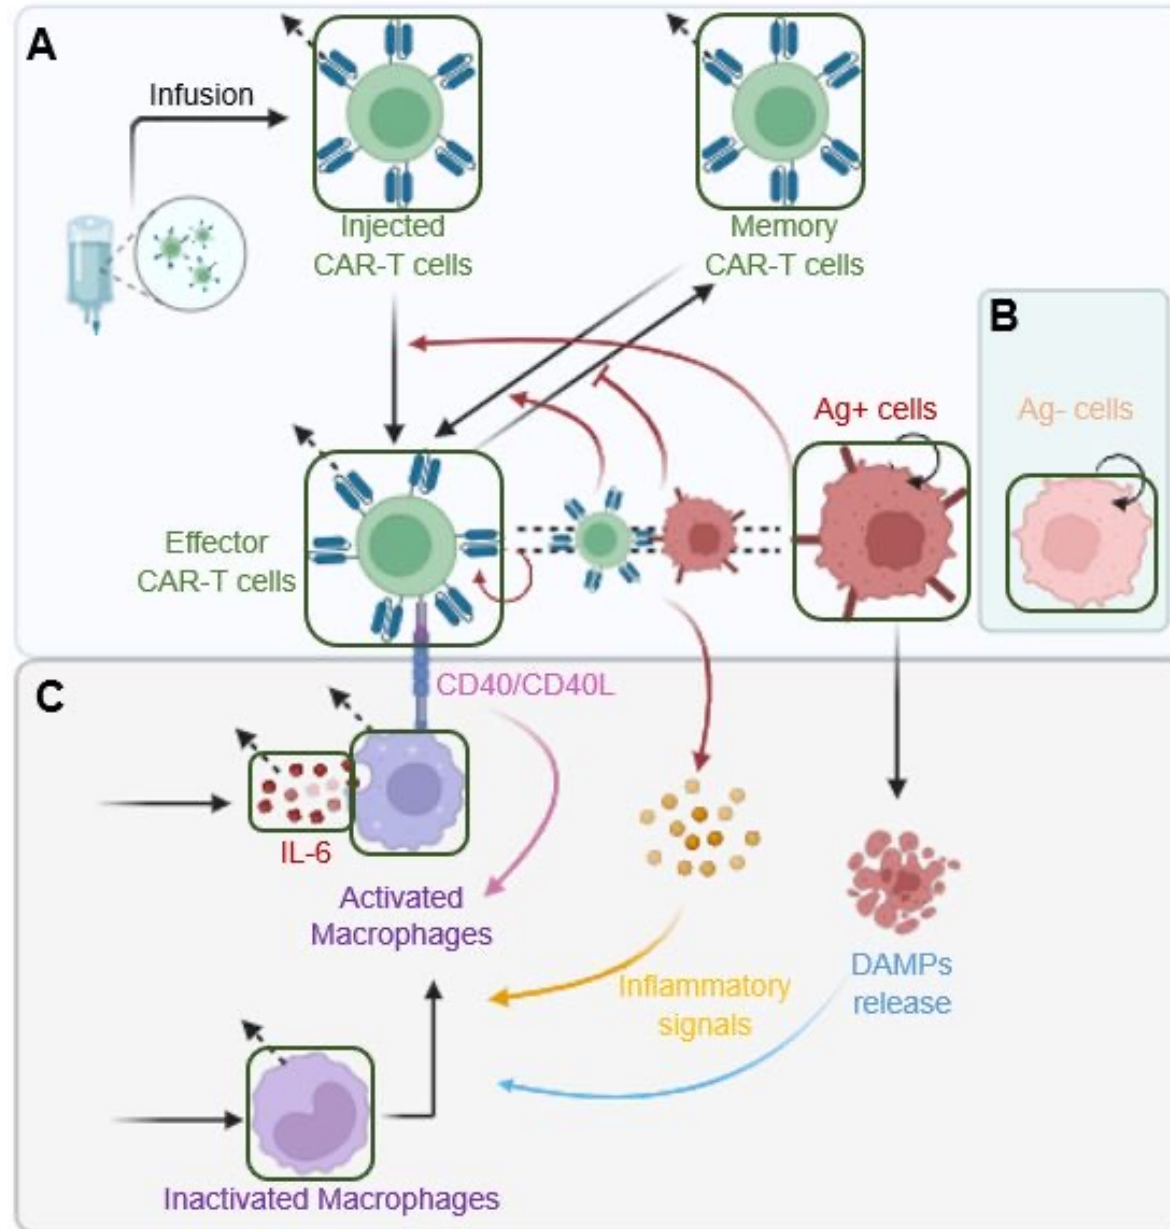 A
Infusion
Injected
CAR-T cells
Memory
CAR-T cells
B
Ag+ cells
Ag- cells
Effector
CAR-T cells
C
CD40/CD40L
IL-6
Activated
Macrophages
Inflammatory
signals
DAMPs
release
Inactivated Macrophages